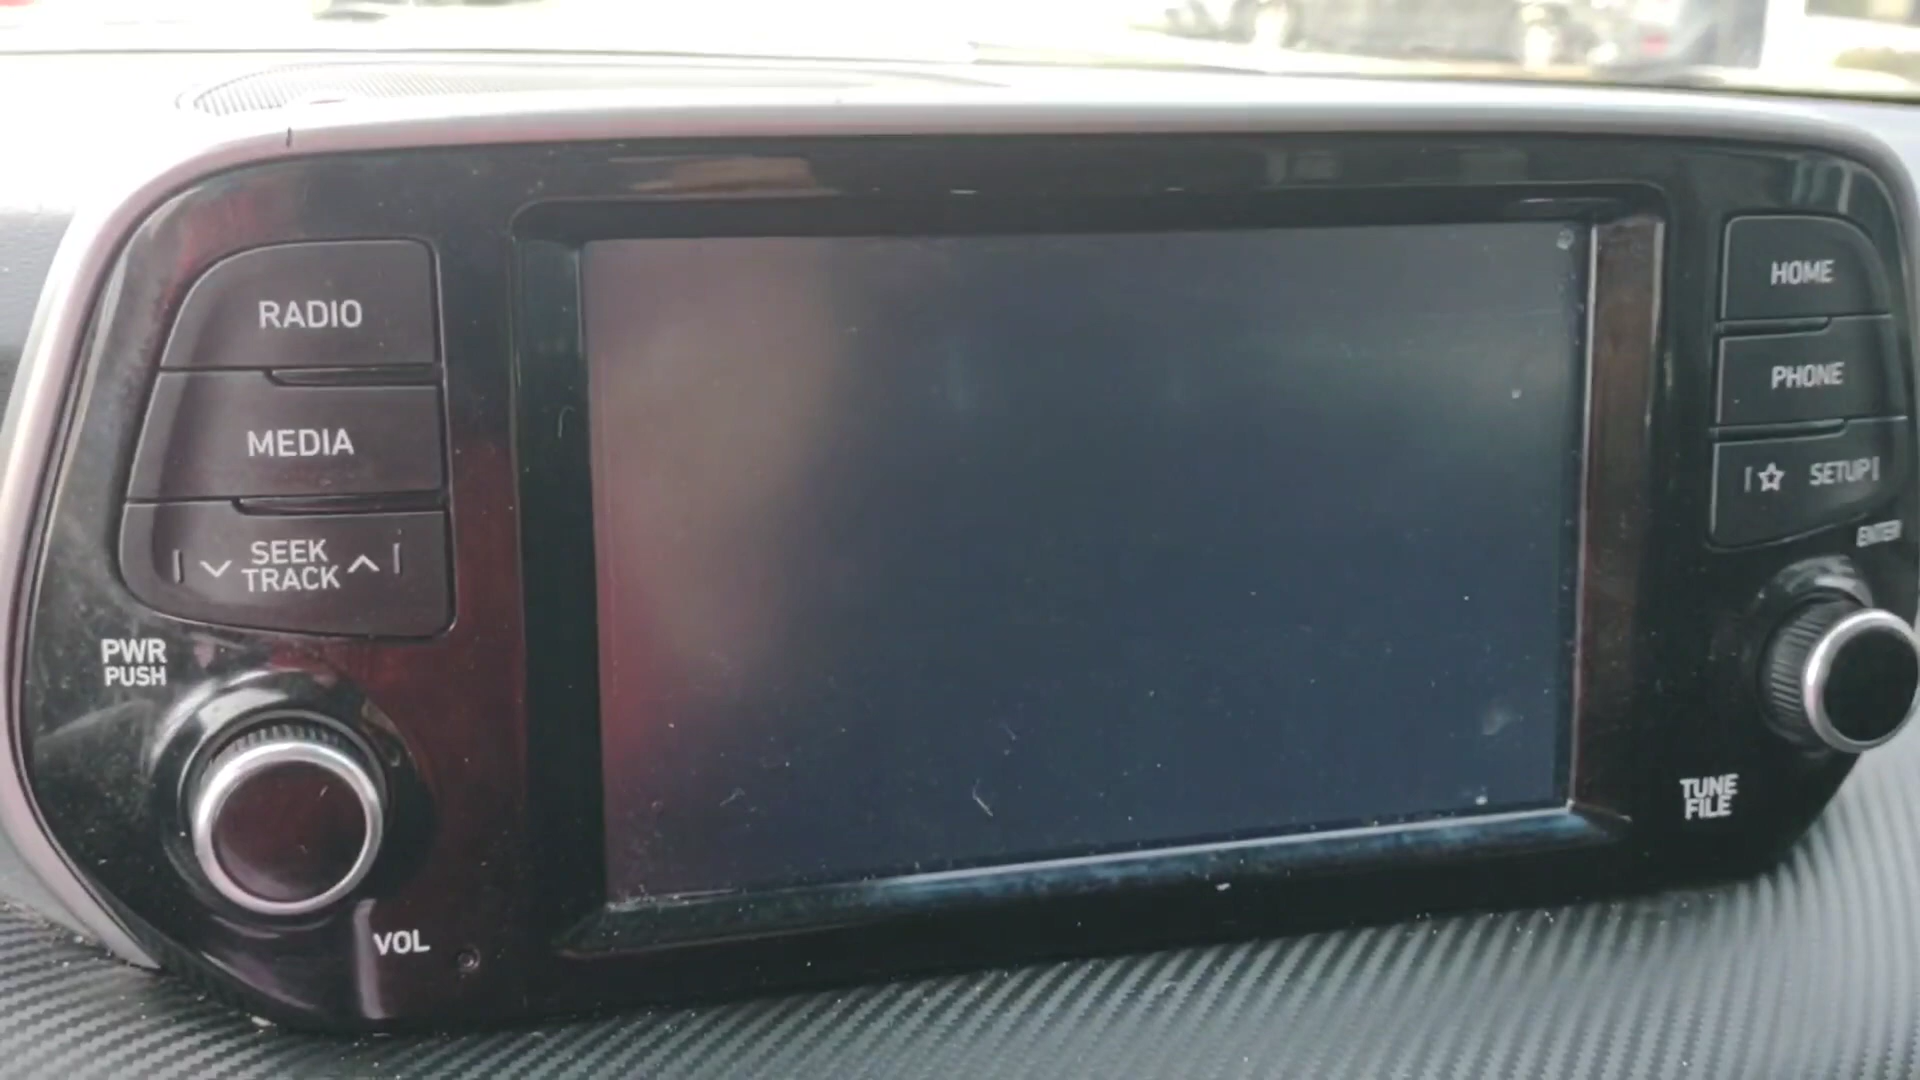 RADIO
MEDIA
SEEK
TRACK
PWR
PUSH
VOL
HOME
PHONE
SETUP
ENTER
TUNE
FILE